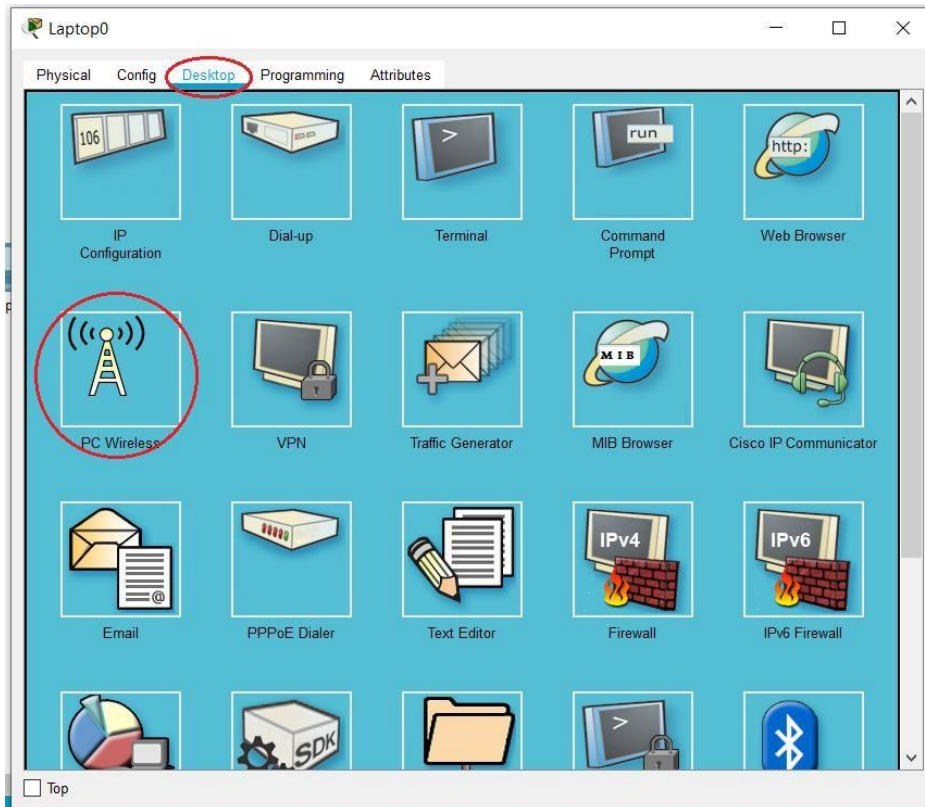 Laptop0
Physical Config Desktop Programming Attributes
106
>
run
http:
IP
Configuration
Dial-up
Terminal
Command
Prompt
Web Browser
MIB
PC Wireless
VPN
Traffic Generator
MIB Browser
Cisco IP Communicator
@
IPv4
IPv6
Email
PPPoE Dialer
Text Editor
Firewall
IPv6 Firewall
SDK
>
Top